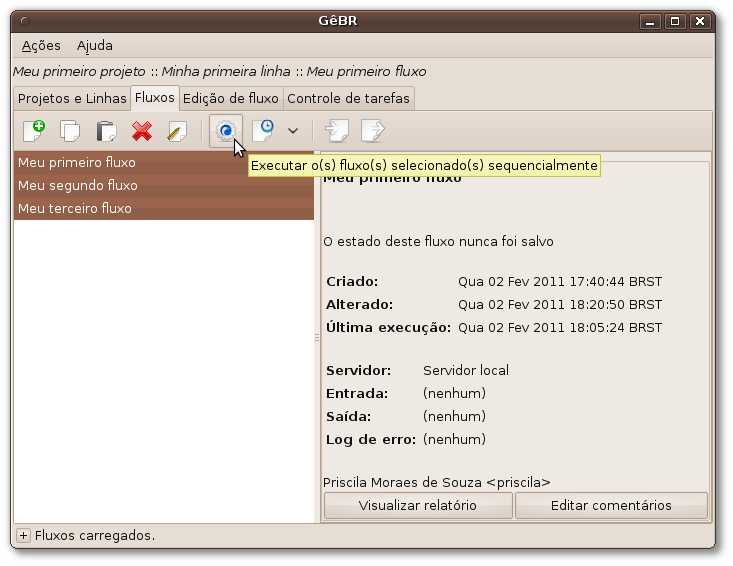 GêBR
Ações Ajuda
Meu primeiro projeto :: Minha primeira linha :: Meu primeiro fluxo
Projetos e Linhas Fluxos Edição de fluxo Controle de tarefas
Executar o(s) fluxo(s) selecionado(s) sequencialmente
Meu primeiro fluxo
Meu segundo fluxo
Meu terceiro fluxo
Meu primeiro fluxo
O estado deste fluxo nunca foi salvo
Criado: Qua 02 Fev 2011 17:40:44 BRST
Alterado: Qua 02 Fev 2011 18:20:50 BRST
Última execução: Qua 02 Fev 2011 18:05:24 BRST
Servidor: Servidor local
Entrada: (nenhum)
Saída: (nenhum)
Log de erro: (nenhum)
Priscila Moraes de Souza <priscila>
Visualizar relatório Editar comentários
Fluxos carregados.